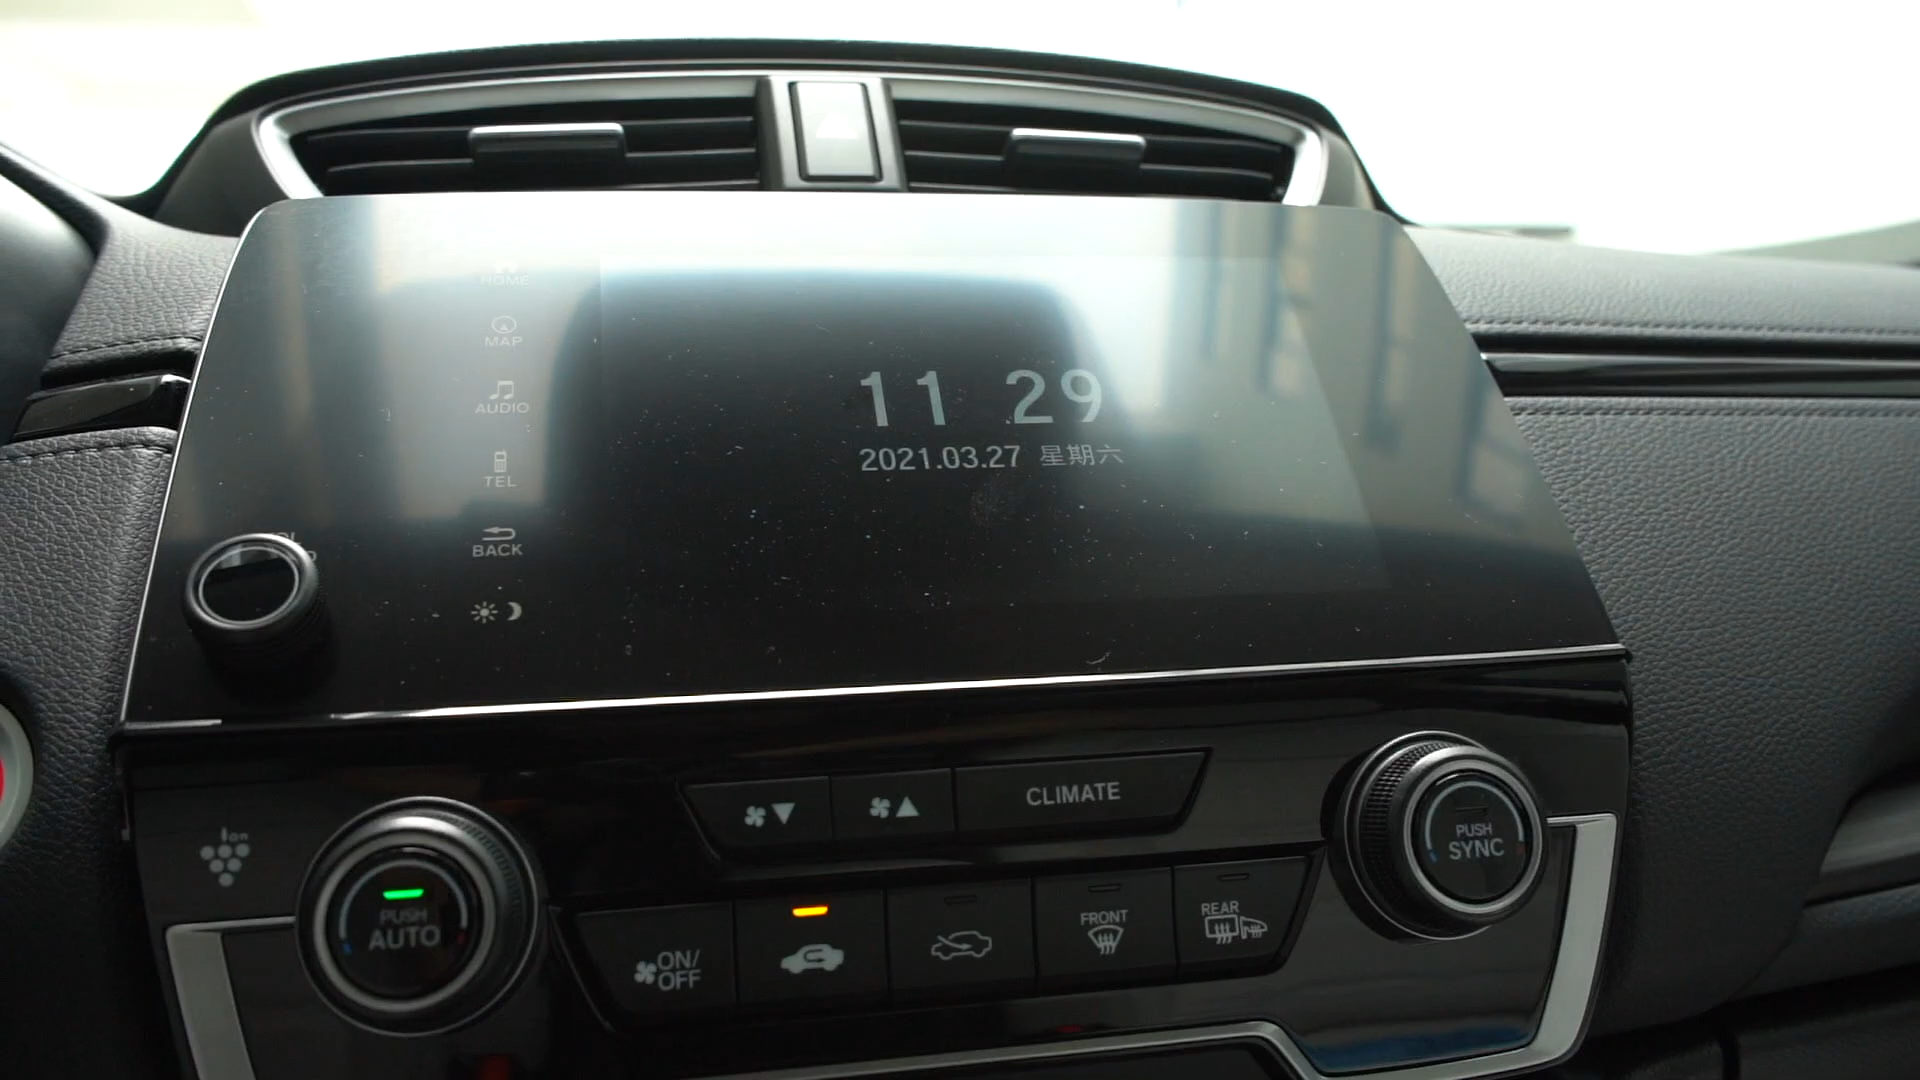 HOME
MAP
AUDIO
TEL
BACK
11 29
2021.03.27 星期六
CLIMATE
Ion
PUSH
AUTO
PUSH
SYNC
ON/
OFF
FRONT
REAR